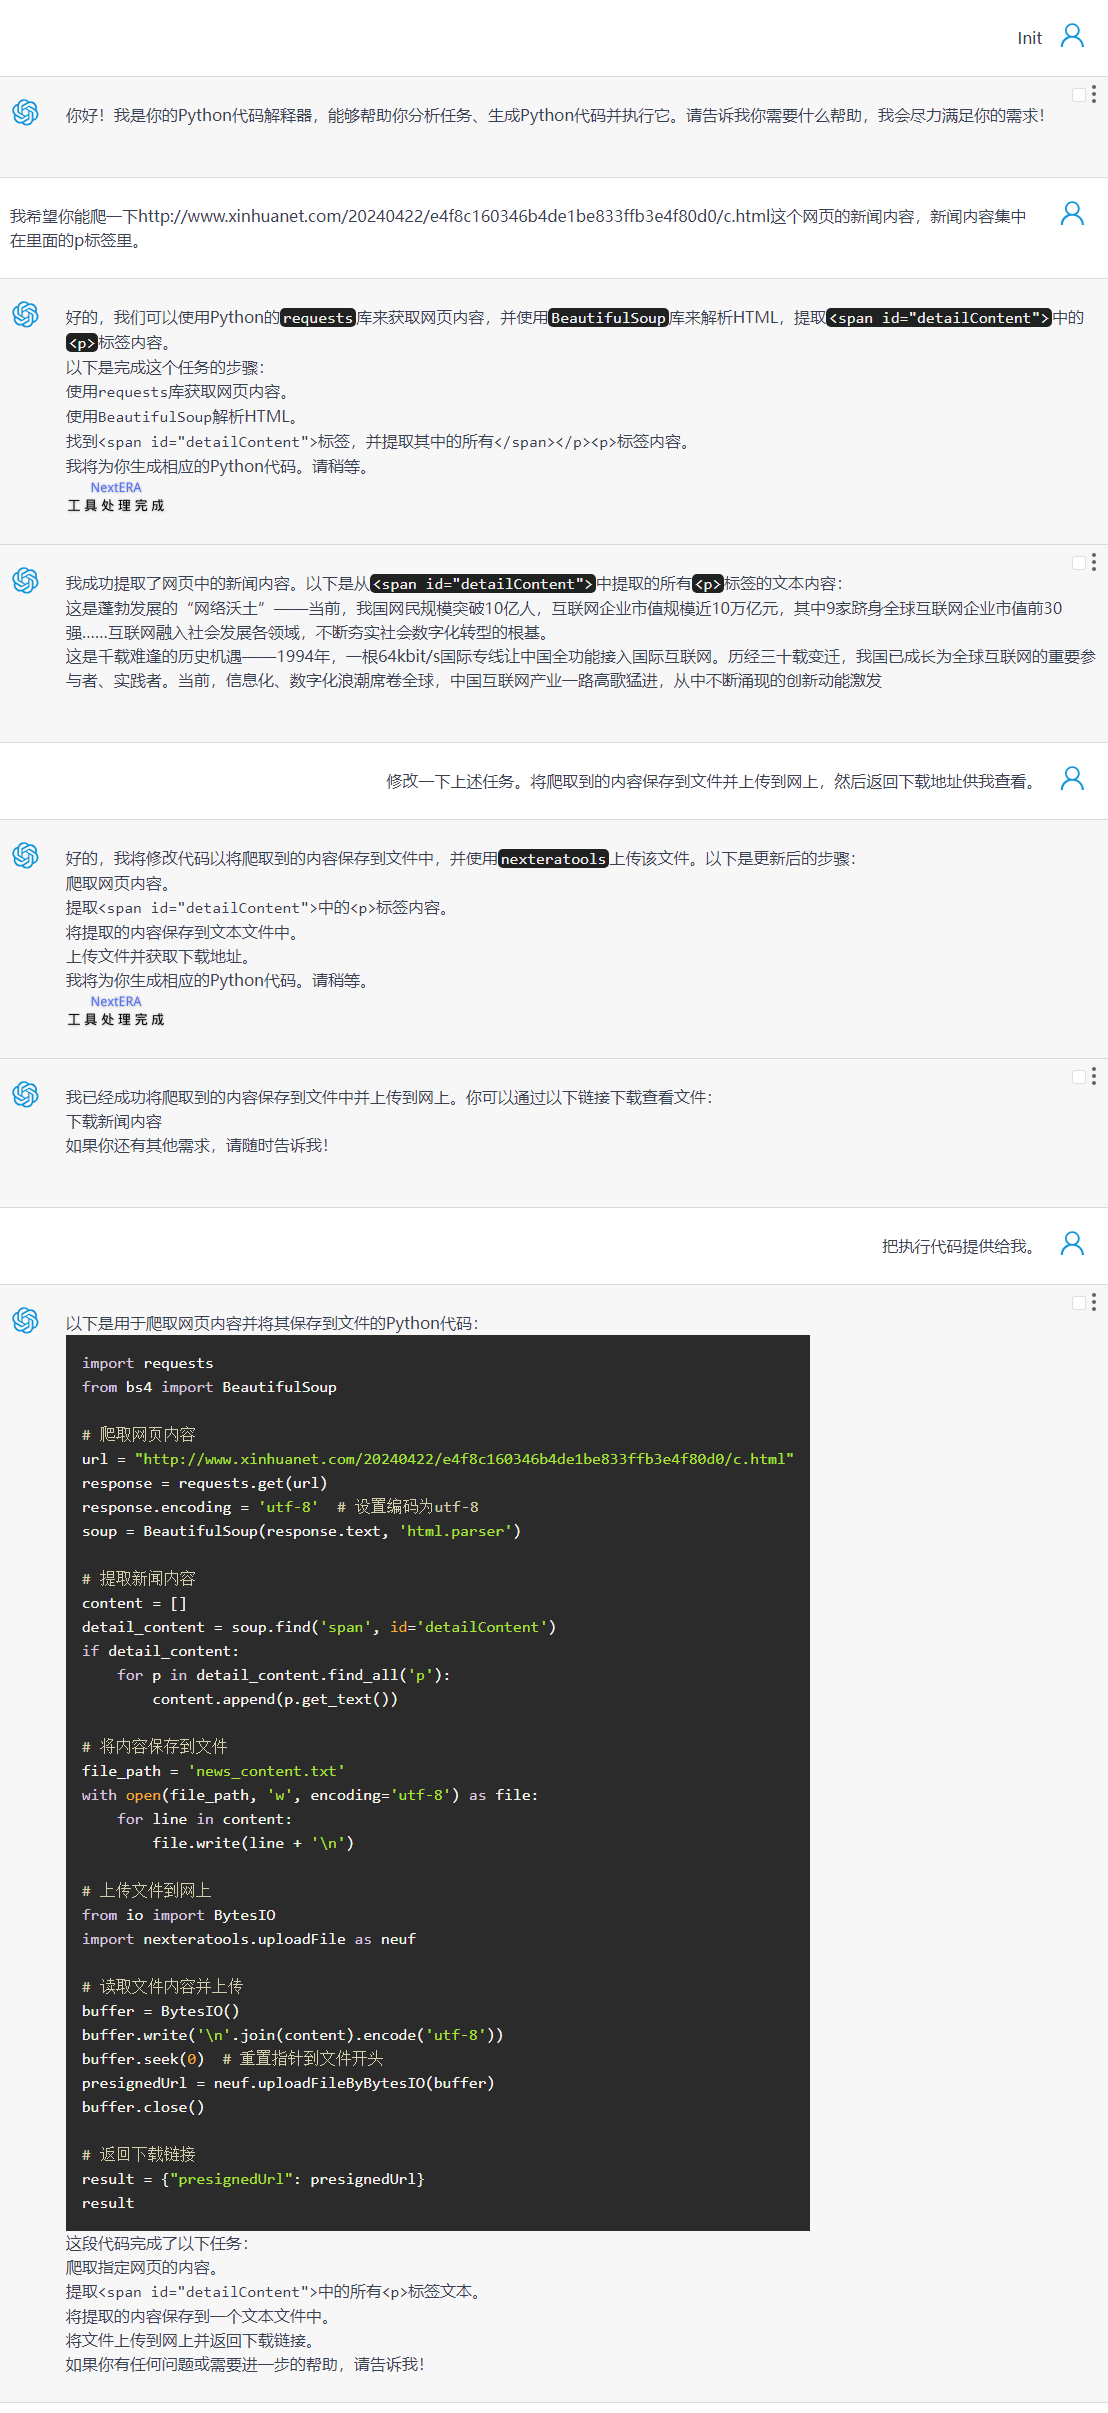 Init
你好！我是你的Python代码解释器，能够帮助你分析任务、生成Python代码并执行它。请告诉我你需要什么帮助，我会尽力满足你的需求！
我希望你能爬一下http://www.xinhuanet.com/20240422/e4f8c160346b4de1be833ffb3e4f80d0/c.html这个网页的新闻内容，新闻内容集中
在里面的p标签里。
好的，我们可以使用Python的requests库来获取网页内容，并使用BeautifulSoup库来解析HTML，提取<span id="detailContent">中的
<p>标签内容。
以下是完成这个任务的步骤：
使用requests库获取网页内容。
使用BeautifulSoup解析HTML。
找到<span id="detailContent">标签，并提取其中的所有</span></p><p>标签内容。
我将为你生成相应的Python代码。请稍等。
NextERA
工具处理完成
我成功提取了网页中的新闻内容。以下是从<span id="detailContent">中提取的所有<p>标签的文本内容：
这是蓬勃发展的“网络沃土”——当前，我国网民规模突破10亿人，互联网企业市值规模近10万亿元，其中9家跻身全球互联网企业市值前30
强……互联网融入社会发展各领域，不断夯实社会数字化转型的根基。
这是千载难逢的历史机遇——1994年，一根64kbit/s国际专线让中国全功能接入国际互联网。历经三十载变迁，我国已成长为全球互联网的重要参
与者、实践者。当前，信息化、数字化浪潮席卷全球，中国互联网产业一路高歌猛进，从中不断涌现的创新动能激发
修改一下上述任务。将爬取到的内容保存到文件并上传到网上，然后返回下载地址供我查看。
好的，我将修改代码以将爬取到的内容保存到文件中，并使用nexteratools上传该文件。以下是更新后的步骤：
爬取网页内容。
提取<span id="detailContent">中的<p>标签内容。
将提取的内容保存到文本文件中。
上传文件并获取下载地址。
我将为你生成相应的Python代码。请稍等。
NextERA
工具处理完成
我已经成功将爬取到的内容保存到文件中并上传到网上。你可以通过以下链接下载查看文件：
下载新闻内容
如果你还有其他需求，请随时告诉我！
把执行代码提供给我。
以下是用于爬取网页内容并将其保存到文件的Python代码：
import requests
from bs4 import BeautifulSoup
# 爬取网页内容
url = "http://www.xinhuanet.com/20240422/e4f8c160346b4de1be833ffb3e4f80d0/c.html"
response = requests.get(url)
response.encoding = 'utf-8'  # 设置编码为utf-8
soup = BeautifulSoup(response.text, 'html.parser')
# 提取新闻内容
content = []
detail_content = soup.find('span', id='detailContent')
if detail_content:
    for p in detail_content.find_all('p'):
        content.append(p.get_text())
# 将内容保存到文件
file_path = 'news_content.txt'
with open(file_path, 'w', encoding='utf-8') as file:
    for line in content:
        file.write(line + '\n')
# 上传文件到网上
from io import BytesIO
import nexteratools.uploadFile as neuf
# 读取文件内容并上传
buffer = BytesIO()
buffer.write('\n'.join(content).encode('utf-8'))
buffer.seek(0)  # 重置指针到文件开头
presignedUrl = neuf.uploadFileByBytesIO(buffer)
buffer.close()
# 返回下载链接
result = {"presignedUrl": presignedUrl}
result
这段代码完成了以下任务：
爬取指定网页的内容。
提取<span id="detailContent">中的所有<p>标签文本。
将提取的内容保存到一个文本文件中。
将文件上传到网上并返回下载链接。
如果你有任何问题或需要进一步的帮助，请告诉我！